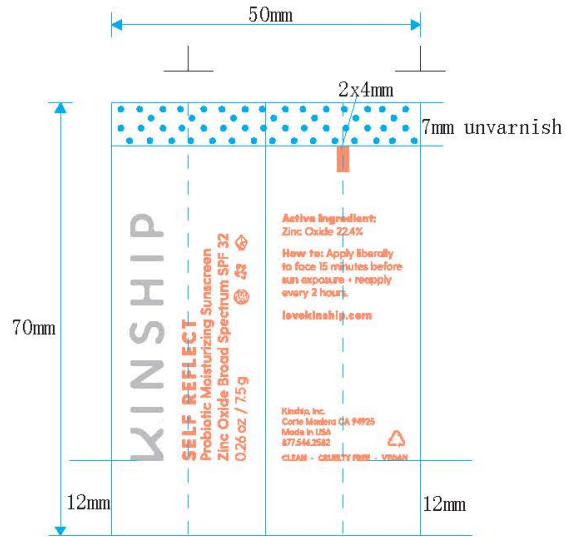 50mm
2x4mm
7mm unvarnish
70mm
KINSHIP
SELF REFLECT
Probiotic Moisturizing Sunscreen
Zinc Oxide Broad Spectrum SPF 32
0.26 oz / 7.5 g
Active Ingredient:
Zinc Oxide 22.4%
How to: Apply liberally
to face 15 minutes before
sun exposure + reapply
every 2 hours.
lovekinship.com
Kinship, Inc.
Corte Madera CA 94925
Made in USA
877.546.2582
CLEAN · CRUELTY FREE · VEGAN
12mm
12mm